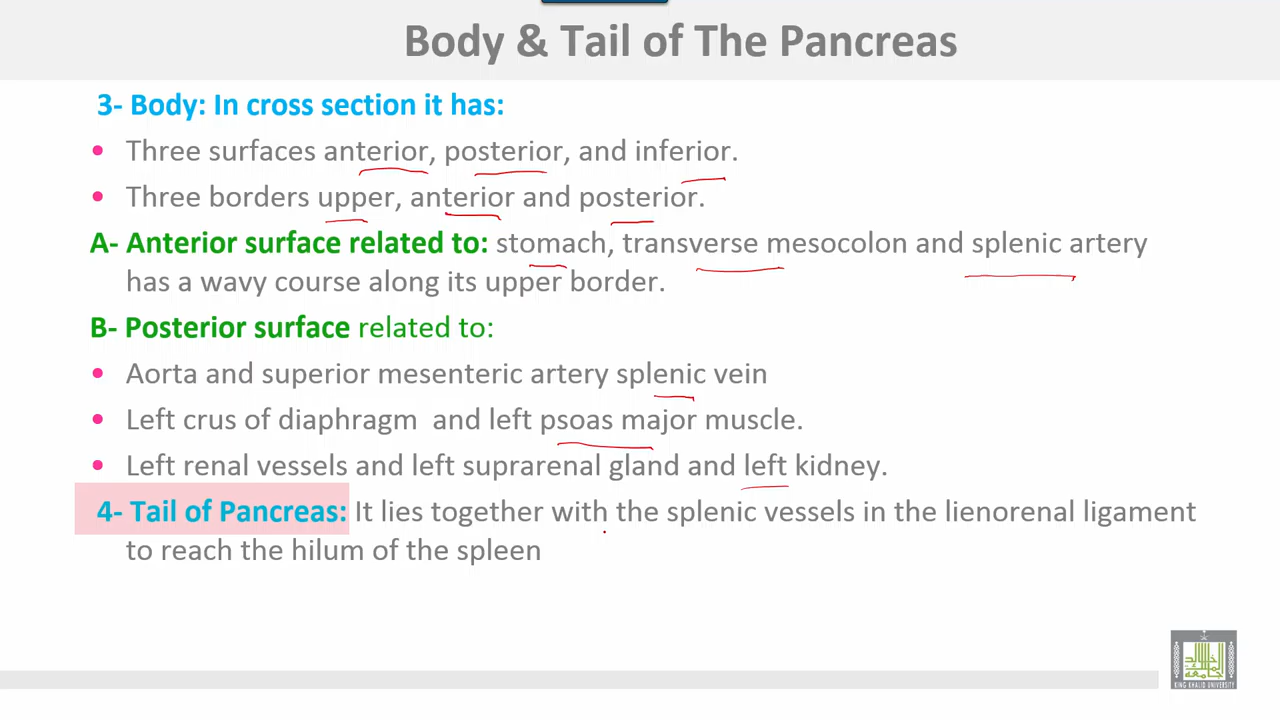 Body & Tail of The Pancreas
3- Body: In cross section it has:
• Three surfaces anterior, posterior, and inferior.
• Three borders upper, anterior and posterior.
A- Anterior surface related to: stomach, transverse mesocolon and splenic artery
has a wavy course along its upper border.
B- Posterior surface related to:
• Aorta and superior mesenteric artery splenic vein
• Left crus of diaphragm and left psoas major muscle.
• Left renal vessels and left suprarenal gland and left kidney.
4- Tail of Pancreas: It lies together with the splenic vessels in the lienorenal ligament
to reach the hilum of the spleen
KING KHALID UNIVERSITY